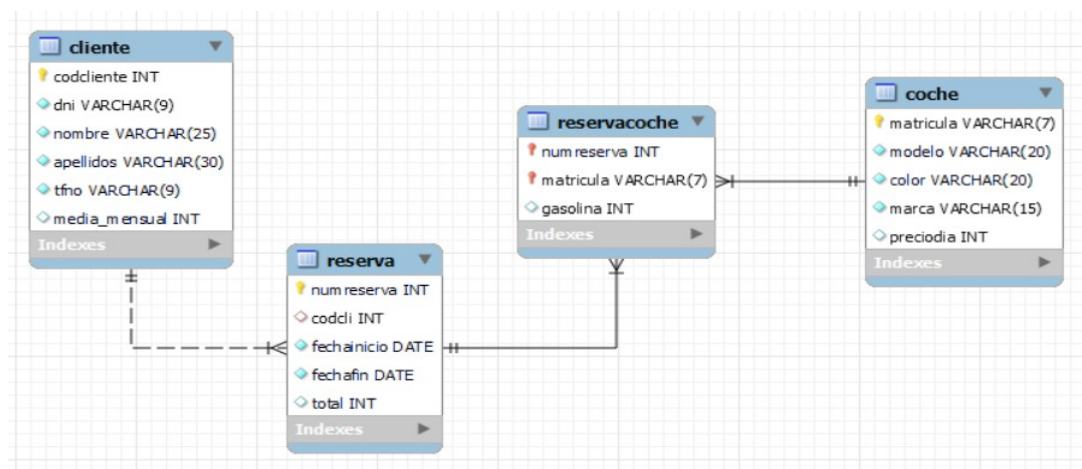 cliente
codcliente INT
dni VARCHAR(9)
nombre VARCHAR(25)
apellidos VARCHAR(30)
tfno VARCHAR(9)
media_mensual INT
Indexes
reserva
numreserva INT
codcli INT
fechainicio DATE
fechafin DATE
total INT
Indexes
reservacoche
numreserva INT
matricula VARCHAR(7)
gasolina INT
Indexes
coche
matricula VARCHAR(7)
modelo VARCHAR(20)
color VARCHAR(20)
marca VARCHAR(15)
preciodia INT
Indexes